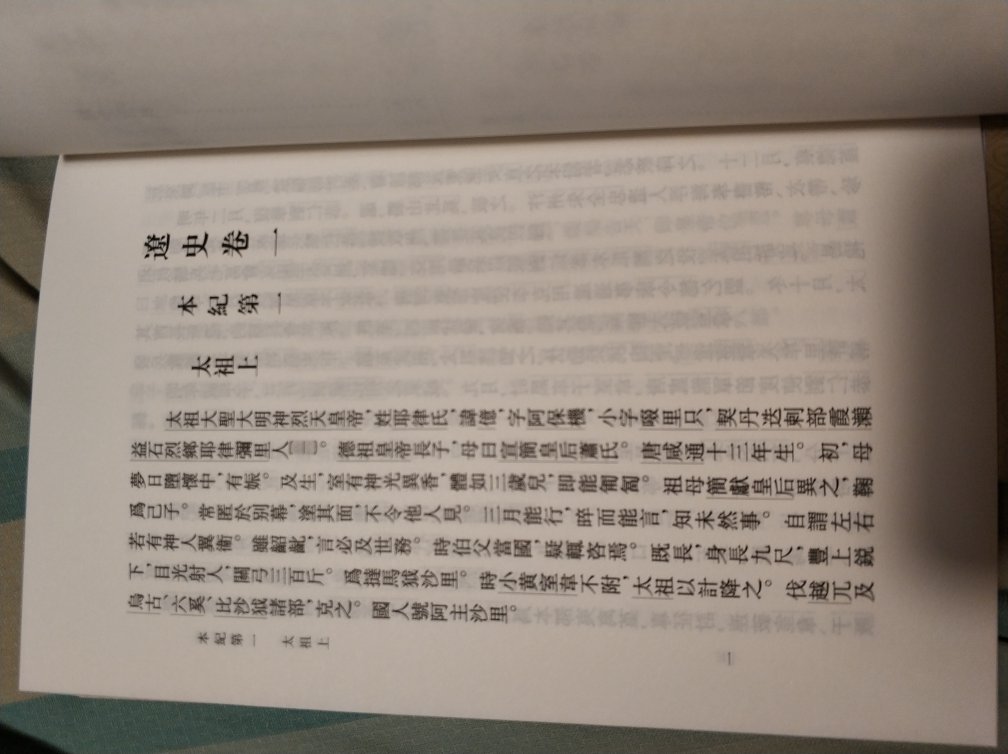 遼史卷一
本紀第一
太祖上
太祖大聖大明神烈天皇帝，姓耶律氏，諱億，字阿保機，小字啜里只，契丹迭剌部霞瀨
益石烈鄉耶律彌里人。德祖皇帝長子，母曰宣簡皇后蕭氏。唐咸通十三年生。初，母
夢日墮懷中，有娠。及生，室有神光異香，體如三歲兒，即能匍匐。祖母簡獻皇后異之，鞠
爲己子。常匿於别幕，塗其面，不令他人見。三月能行，晬而能言，知未然事。自謂左右
若有神人翼衞。雖齠齔，言必及世務。時伯父當國，疑輒咨焉。既長，身長九尺，豐上鋭
下，目光射人，關弓三百斤。爲撻馬狘沙里。時小黄室韋不附，太祖以計降之。伐越兀及
烏古、六奚、比沙狘諸部，克之。國人號阿主沙里。
本紀第一 太祖上
一